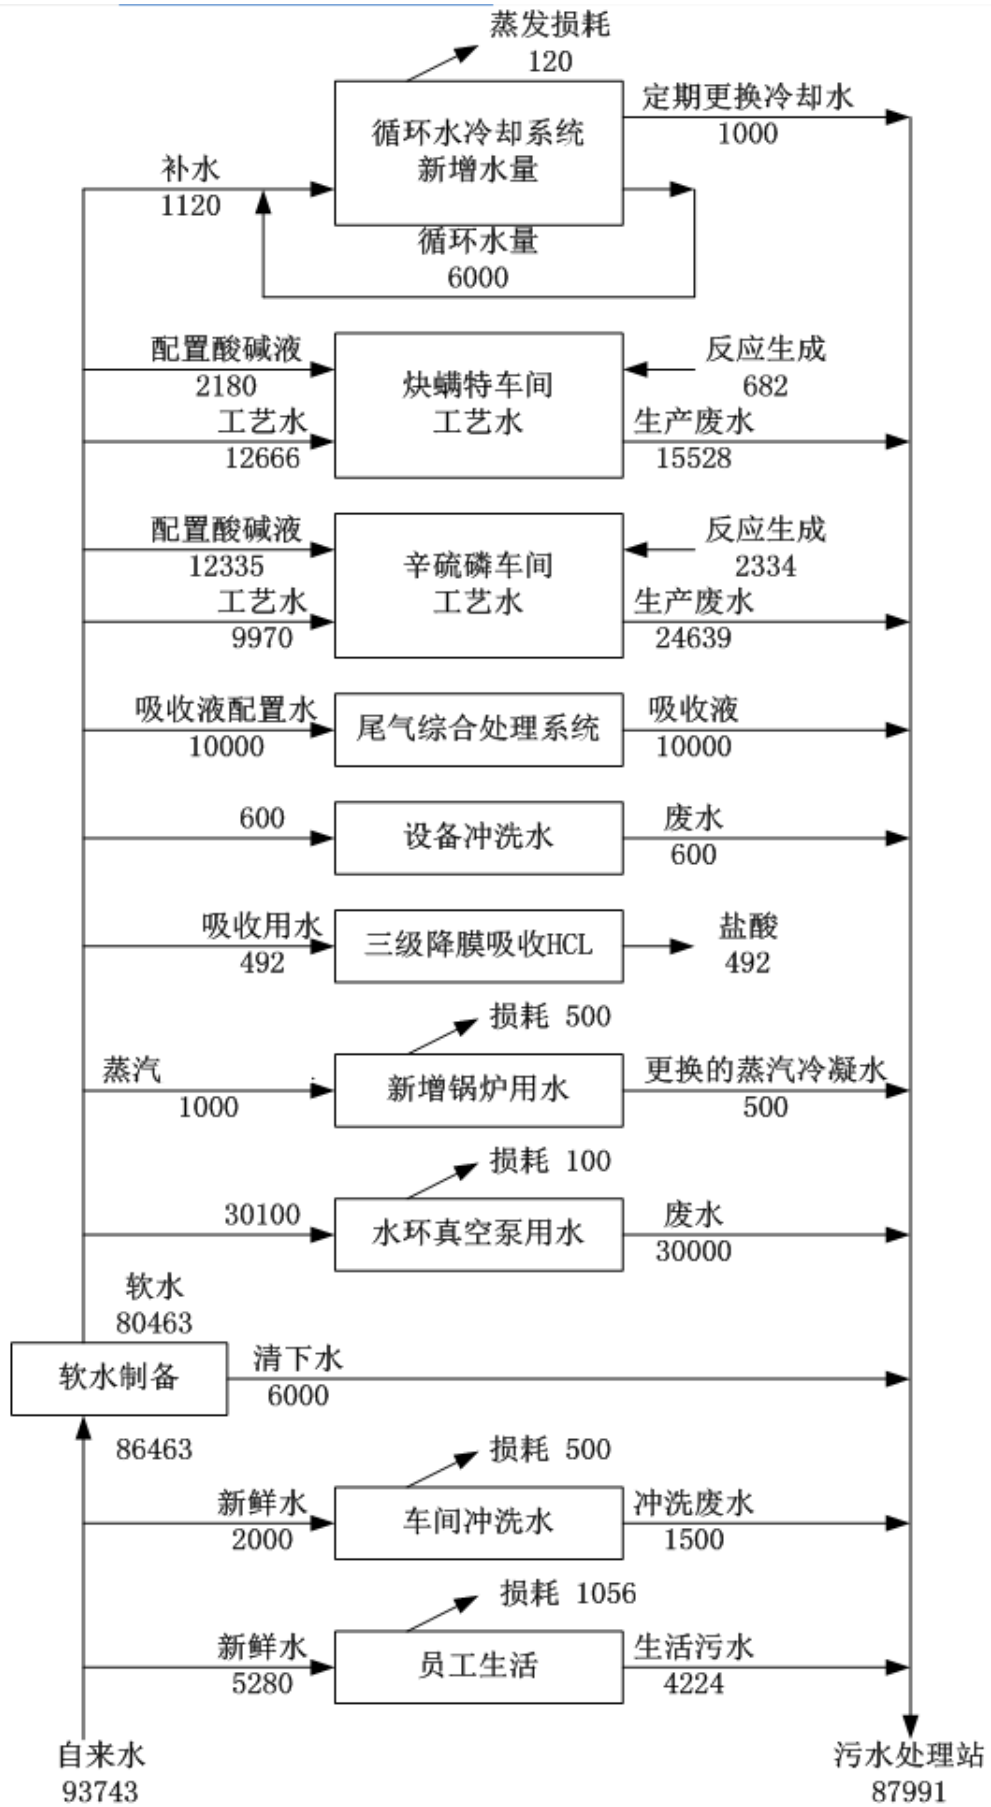 蒸发损耗
120
定期更换冷却水
1000
循环水冷却系统
新增水量
补水
1120
循环水量
6000
配置酸碱液
2180
反应生成
682
炔螨特车间
工艺水
工艺水
12666
生产废水
15528
配置酸碱液
12335
反应生成
2334
辛硫磷车间
工艺水
工艺水
9970
生产废水
24639
吸收液配置水
10000
尾气综合处理系统
吸收液
10000
600
设备冲洗水
废水
600
吸收用水
492
三级降膜吸收HCL
盐酸
492
损耗 500
蒸汽
1000
新增锅炉用水
更换的蒸汽冷凝水
500
损耗 100
30100
水环真空泵用水
废水
30000
软水
80463
软水制备
清下水
6000
86463
损耗 500
新鲜水
2000
车间冲洗水
冲洗废水
1500
损耗 1056
新鲜水
5280
员工生活
生活污水
4224
自来水
93743
污水处理站
87991